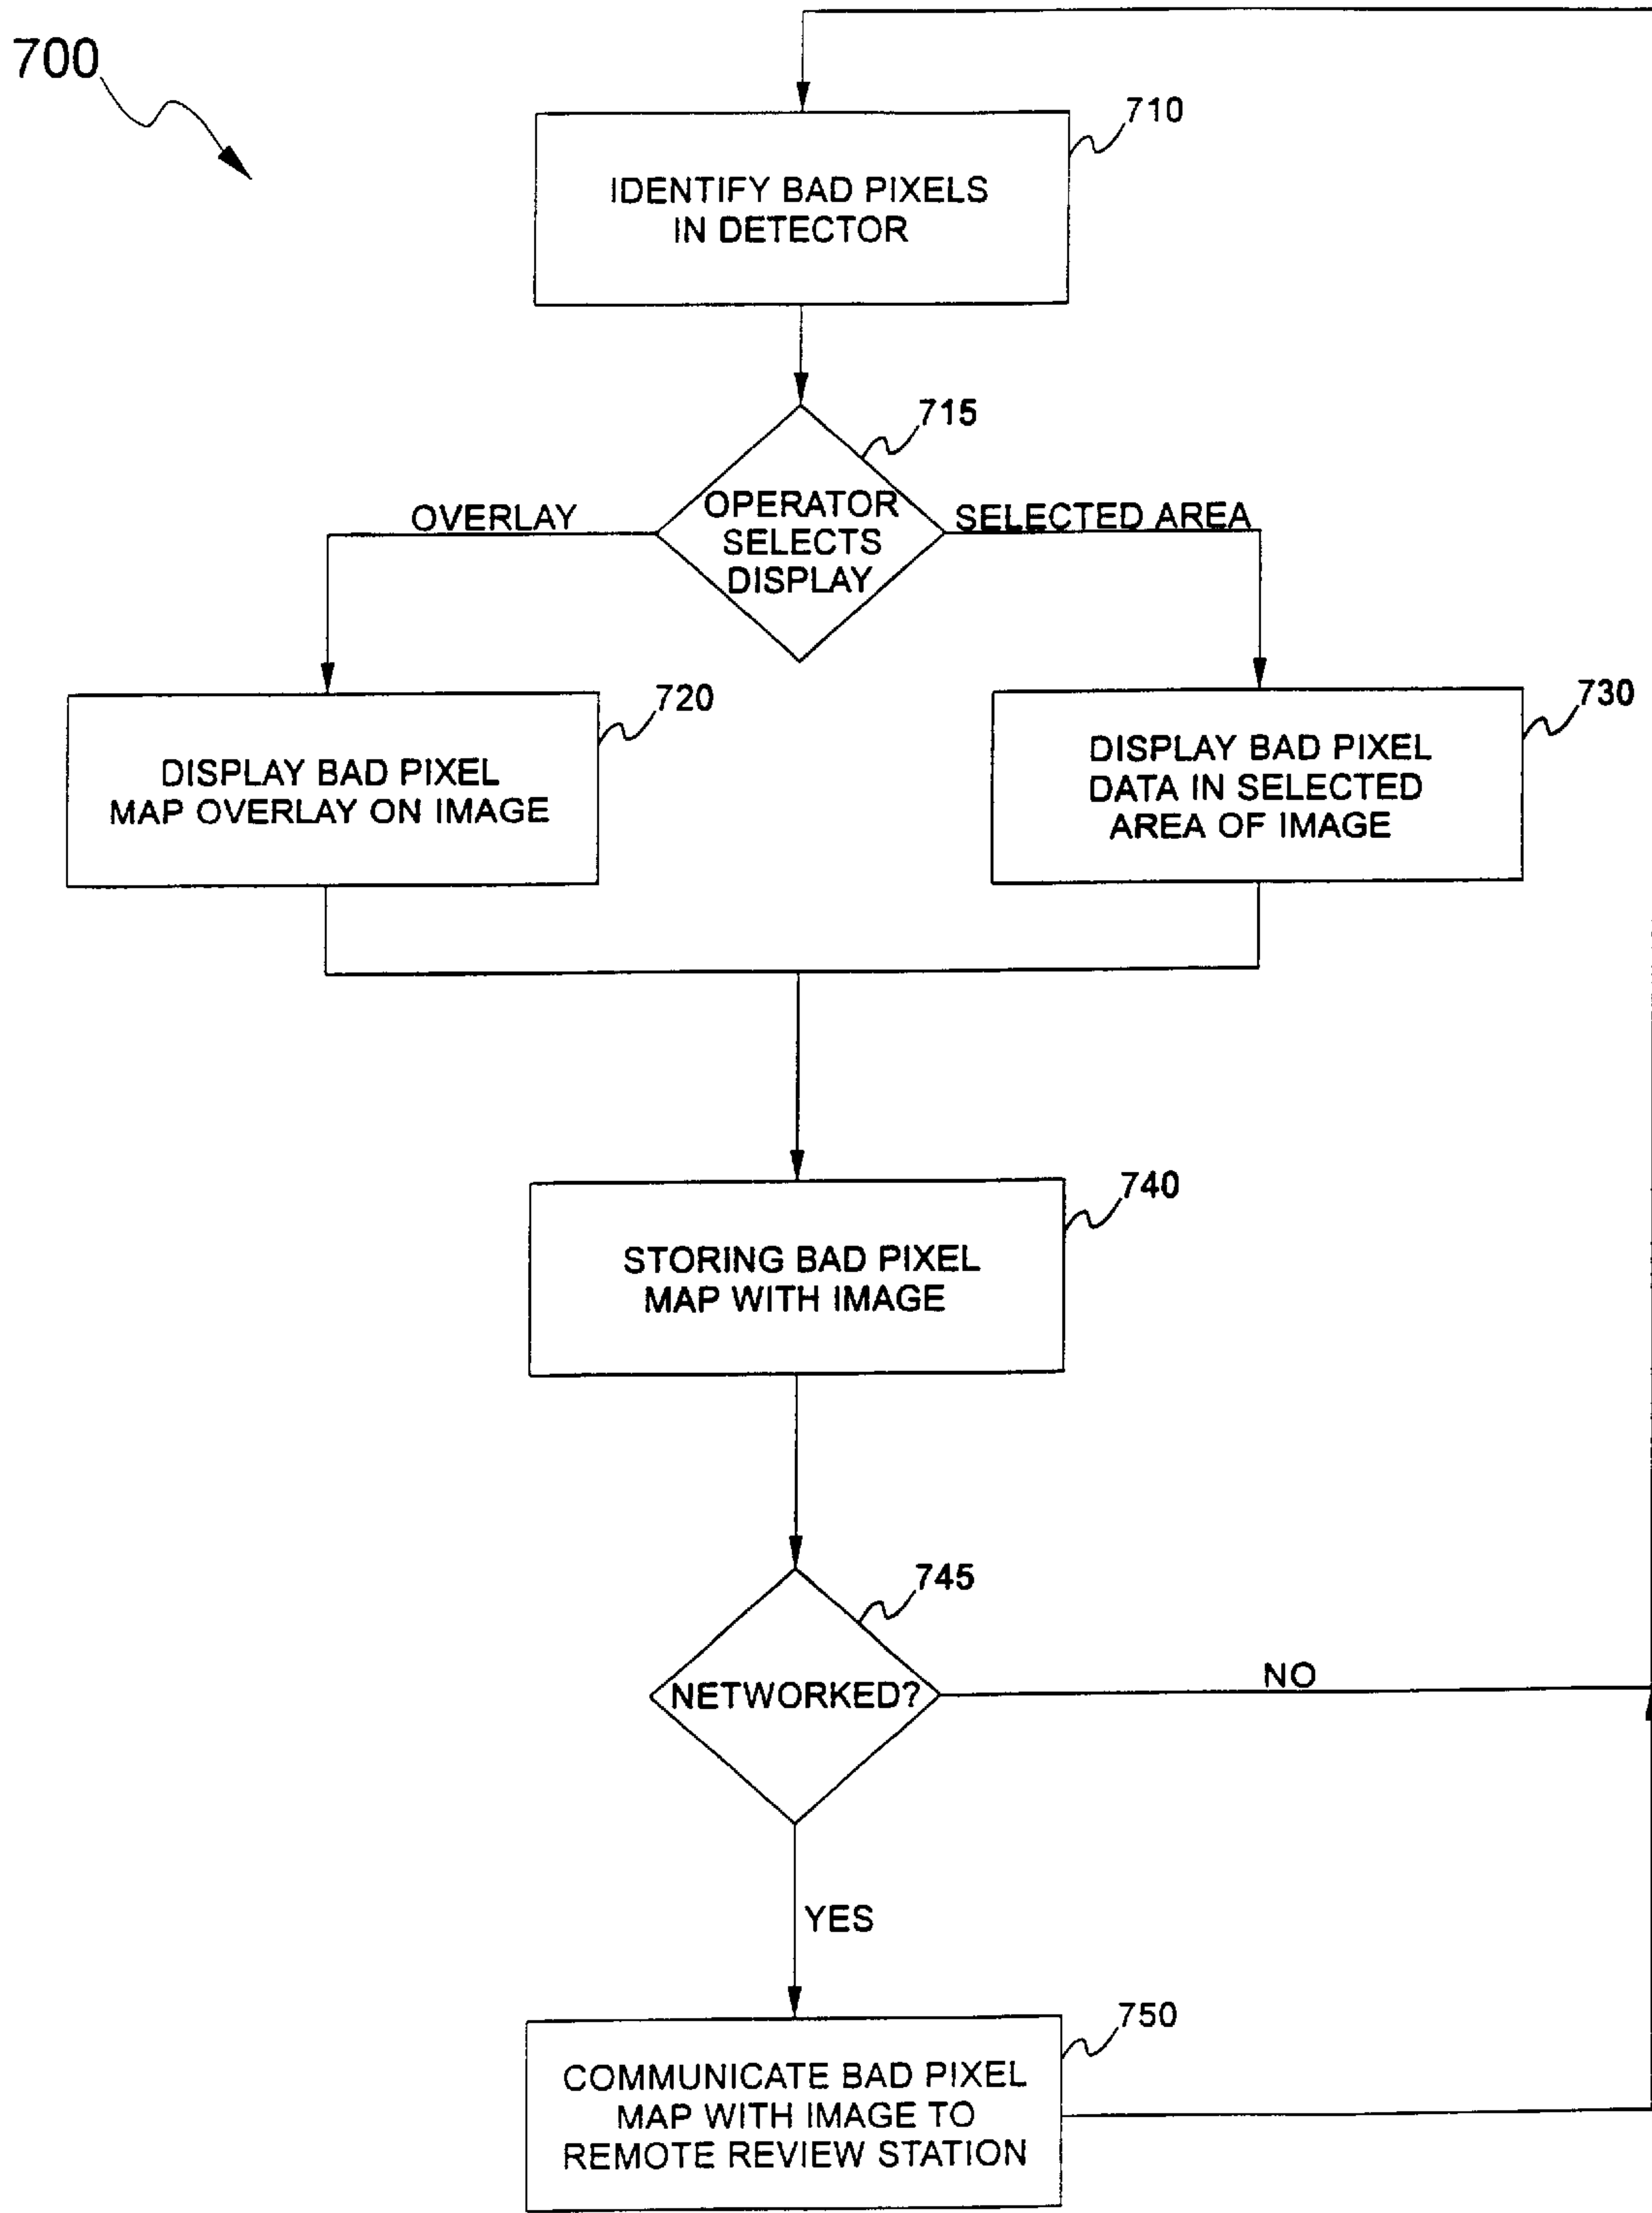 700
710
IDENTIFY BAD PIXELS
IN DETECTOR
715
OPERATOR
SELECTS
DISPLAY
OVERLAY
SELECTED AREA
720
DISPLAY BAD PIXEL
MAP OVERLAY ON IMAGE
730
DISPLAY BAD PIXEL
DATA IN SELECTED
AREA OF IMAGE
740
STORING BAD PIXEL
MAP WITH IMAGE
745
NETWORKED?
NO
YES
750
COMMUNICATE BAD PIXEL
MAP WITH IMAGE TO
REMOTE REVIEW STATION